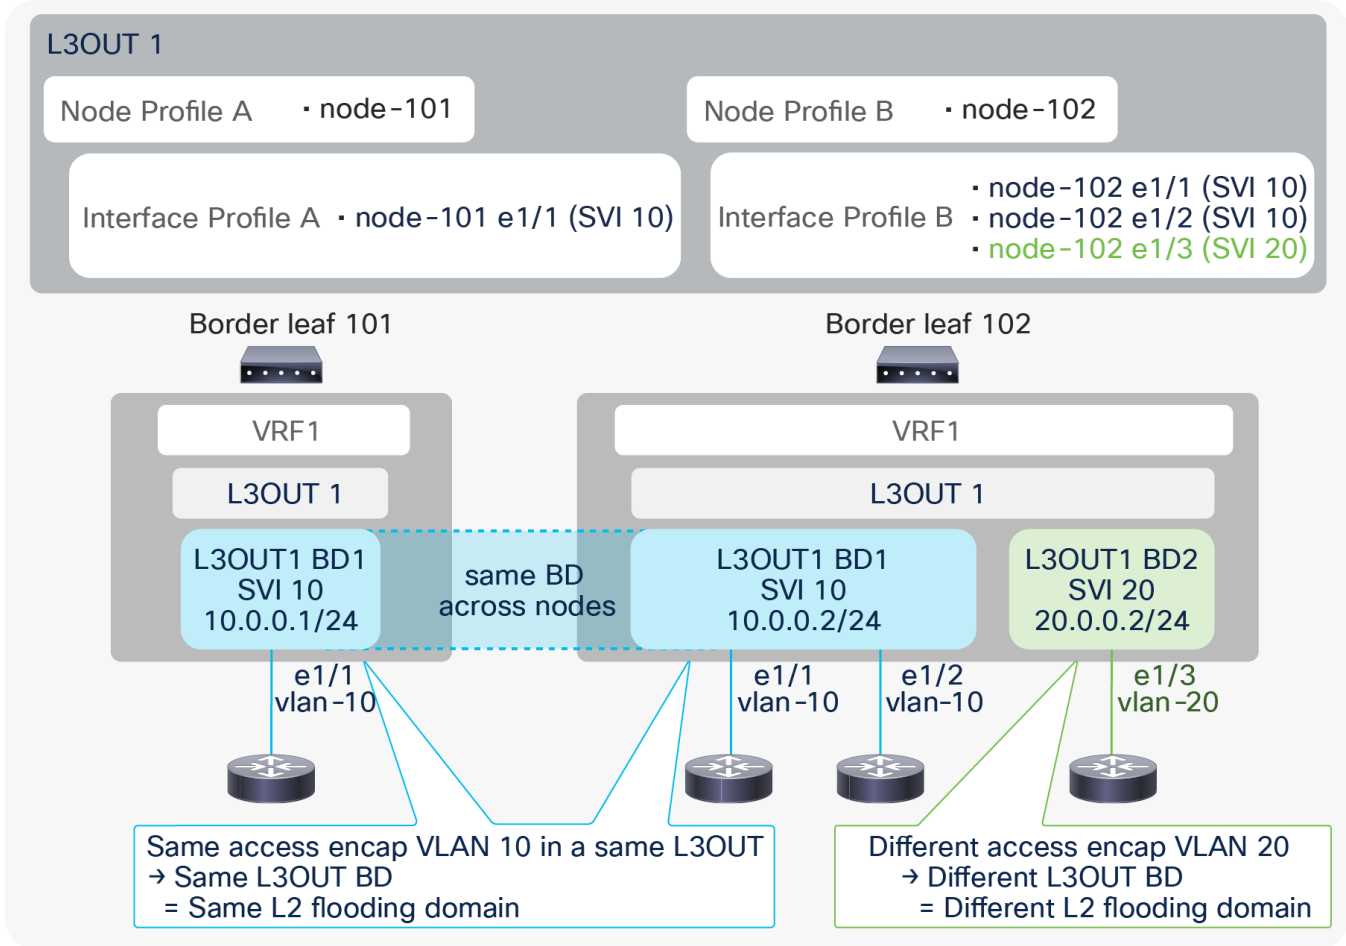 L3OUT 1
Node Profile A
· node-101
Node Profile B
· node-102
Interface Profile A
· node-101 e1/1 (SVI 10)
Interface Profile B
· node-102 e1/1 (SVI 10)
· node-102 e1/2 (SVI 10)
· node-102 e1/3 (SVI 20)
Border leaf 101
Border leaf 102
VRF1
VRF1
L3OUT 1
L3OUT 1
L3OUT1 BD1
SVI 10
10.0.0.1/24
same BD
across nodes
L3OUT1 BD1
SVI 10
10.0.0.2/24
L3OUT1 BD2
SVI 20
20.0.0.2/24
e1/1
vlan-10
e1/1
vlan-10
e1/2
vlan-10
e1/3
vlan-20
Same access encap VLAN 10 in a same L3OUT
→ Same L3OUT BD
= Same L2 flooding domain
Different access encap VLAN 20
→ Different L3OUT BD
= Different L2 flooding domain